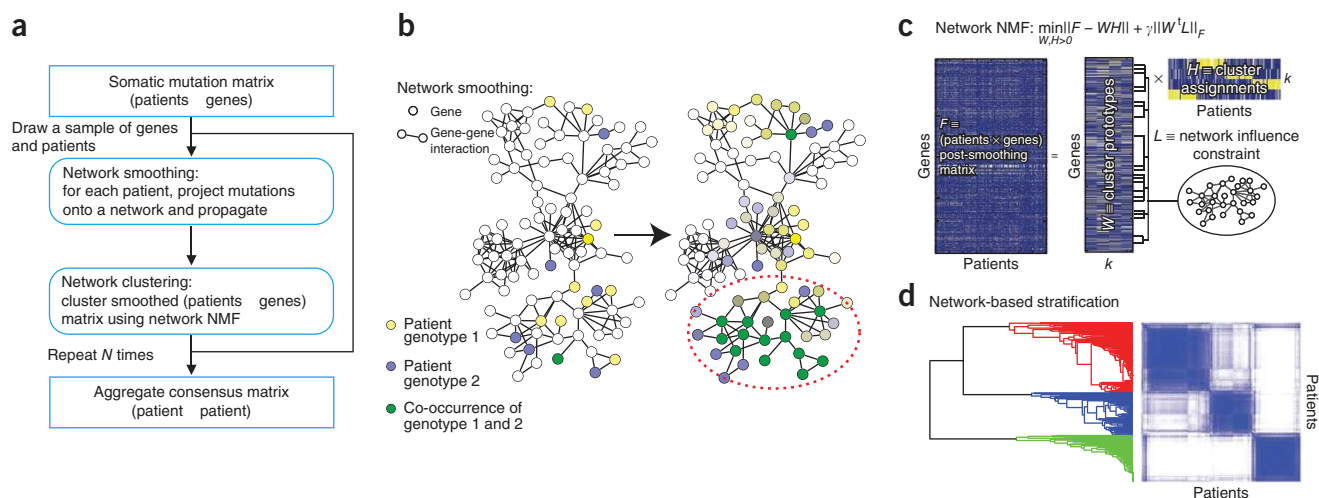 a
Somatic mutation matrix
(patients genes)
Draw a sample of genes
and patients
Network smoothing:
for each patient, project mutations
onto a network and propagate
Network clustering:
cluster smoothed (patients genes)
matrix using network NMF
Repeat N times
Aggregate consensus matrix
(patient patient)
b
Network smoothing:
Gene
Gene-gene
interaction
Patient
genotype 1
Patient
genotype 2
Co-occurrence of
genotype 1 and 2
c
Network NMF: min||F – WH|| + γ||WᵗL||F
W,H>0
Genes
F ≡
(patients × genes)
post-smoothing
matrix
Patients
=
Genes
W ≡ cluster prototypes
k
×
H ≡ cluster
assignments
k
Patients
L ≡ network influence
constraint
d
Network-based stratification
Patients
Patients